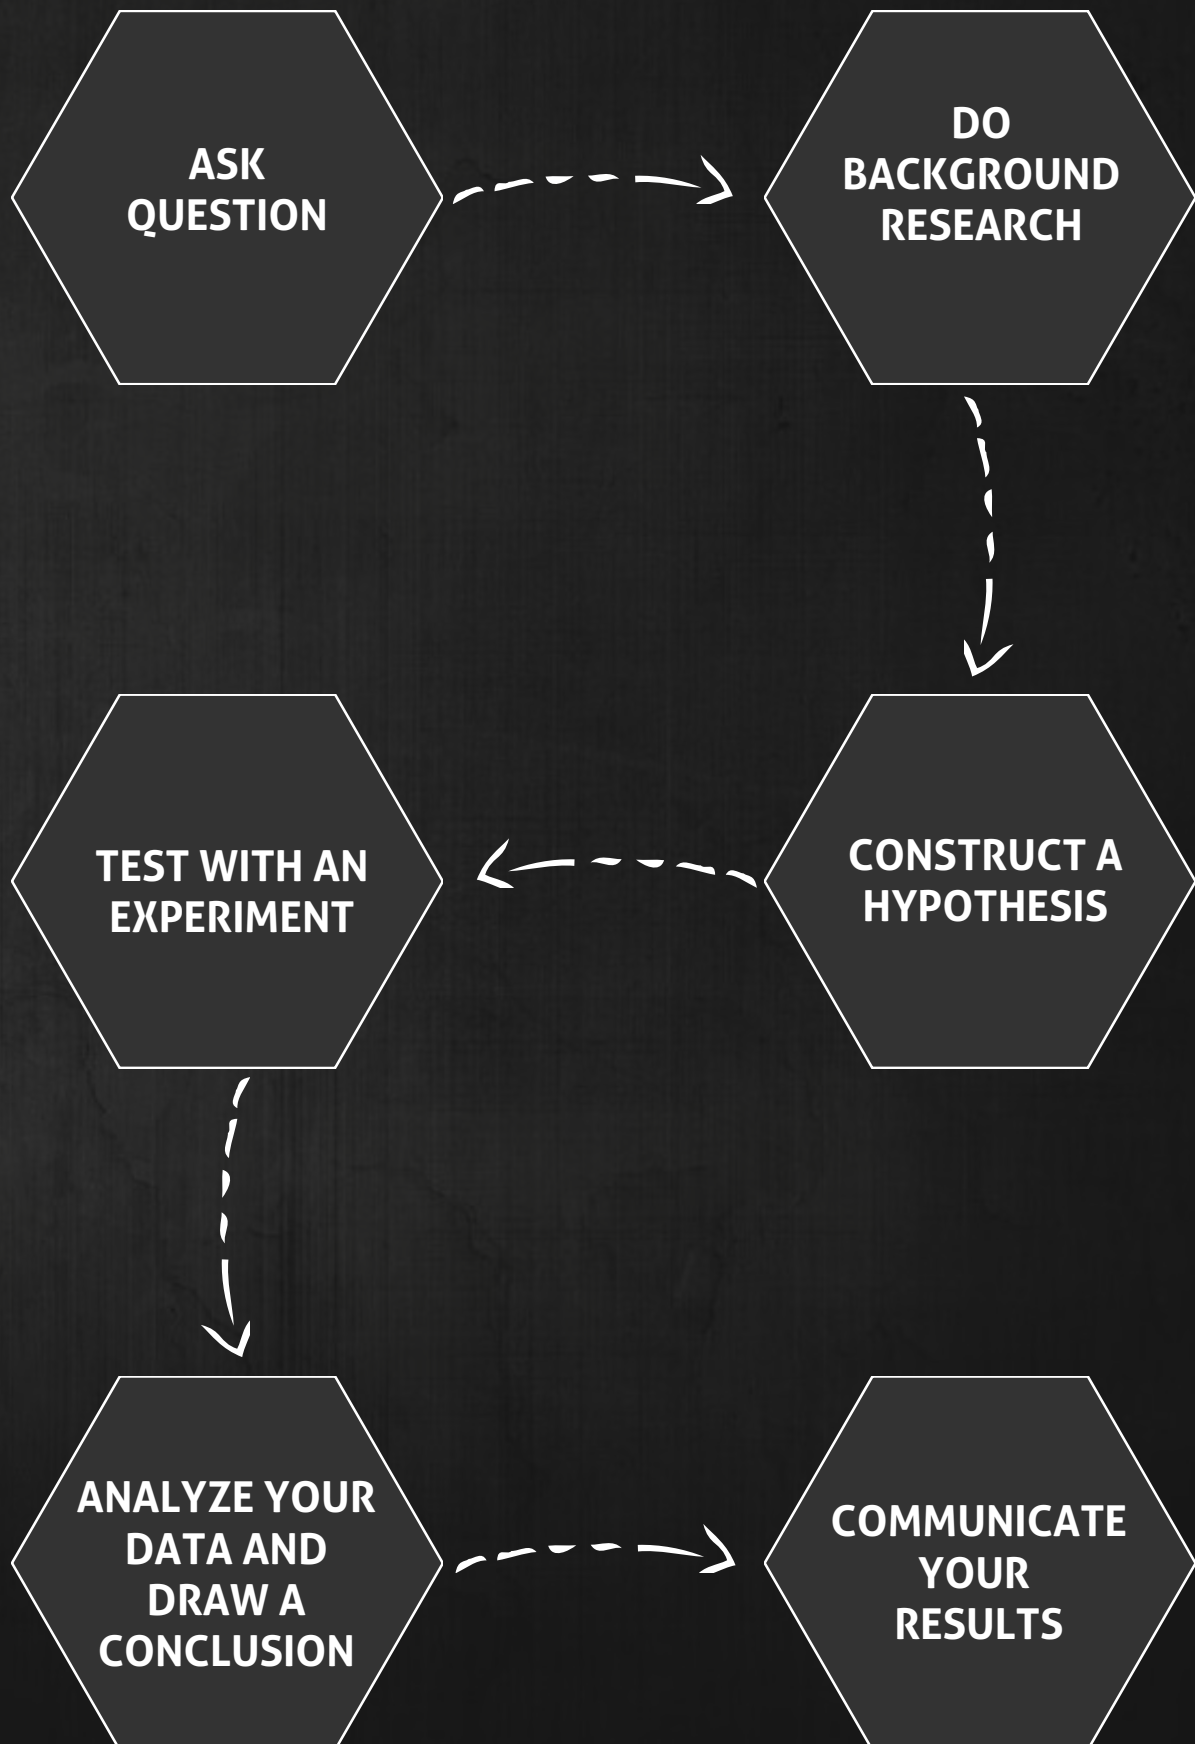 ASK
QUESTION
DO
BACKGROUND
RESEARCH
CONSTRUCT A
HYPOTHESIS
TEST WITH AN
EXPERIMENT
ANALYZE YOUR
DATA AND
DRAW A
CONCLUSION
COMMUNICATE
YOUR
RESULTS